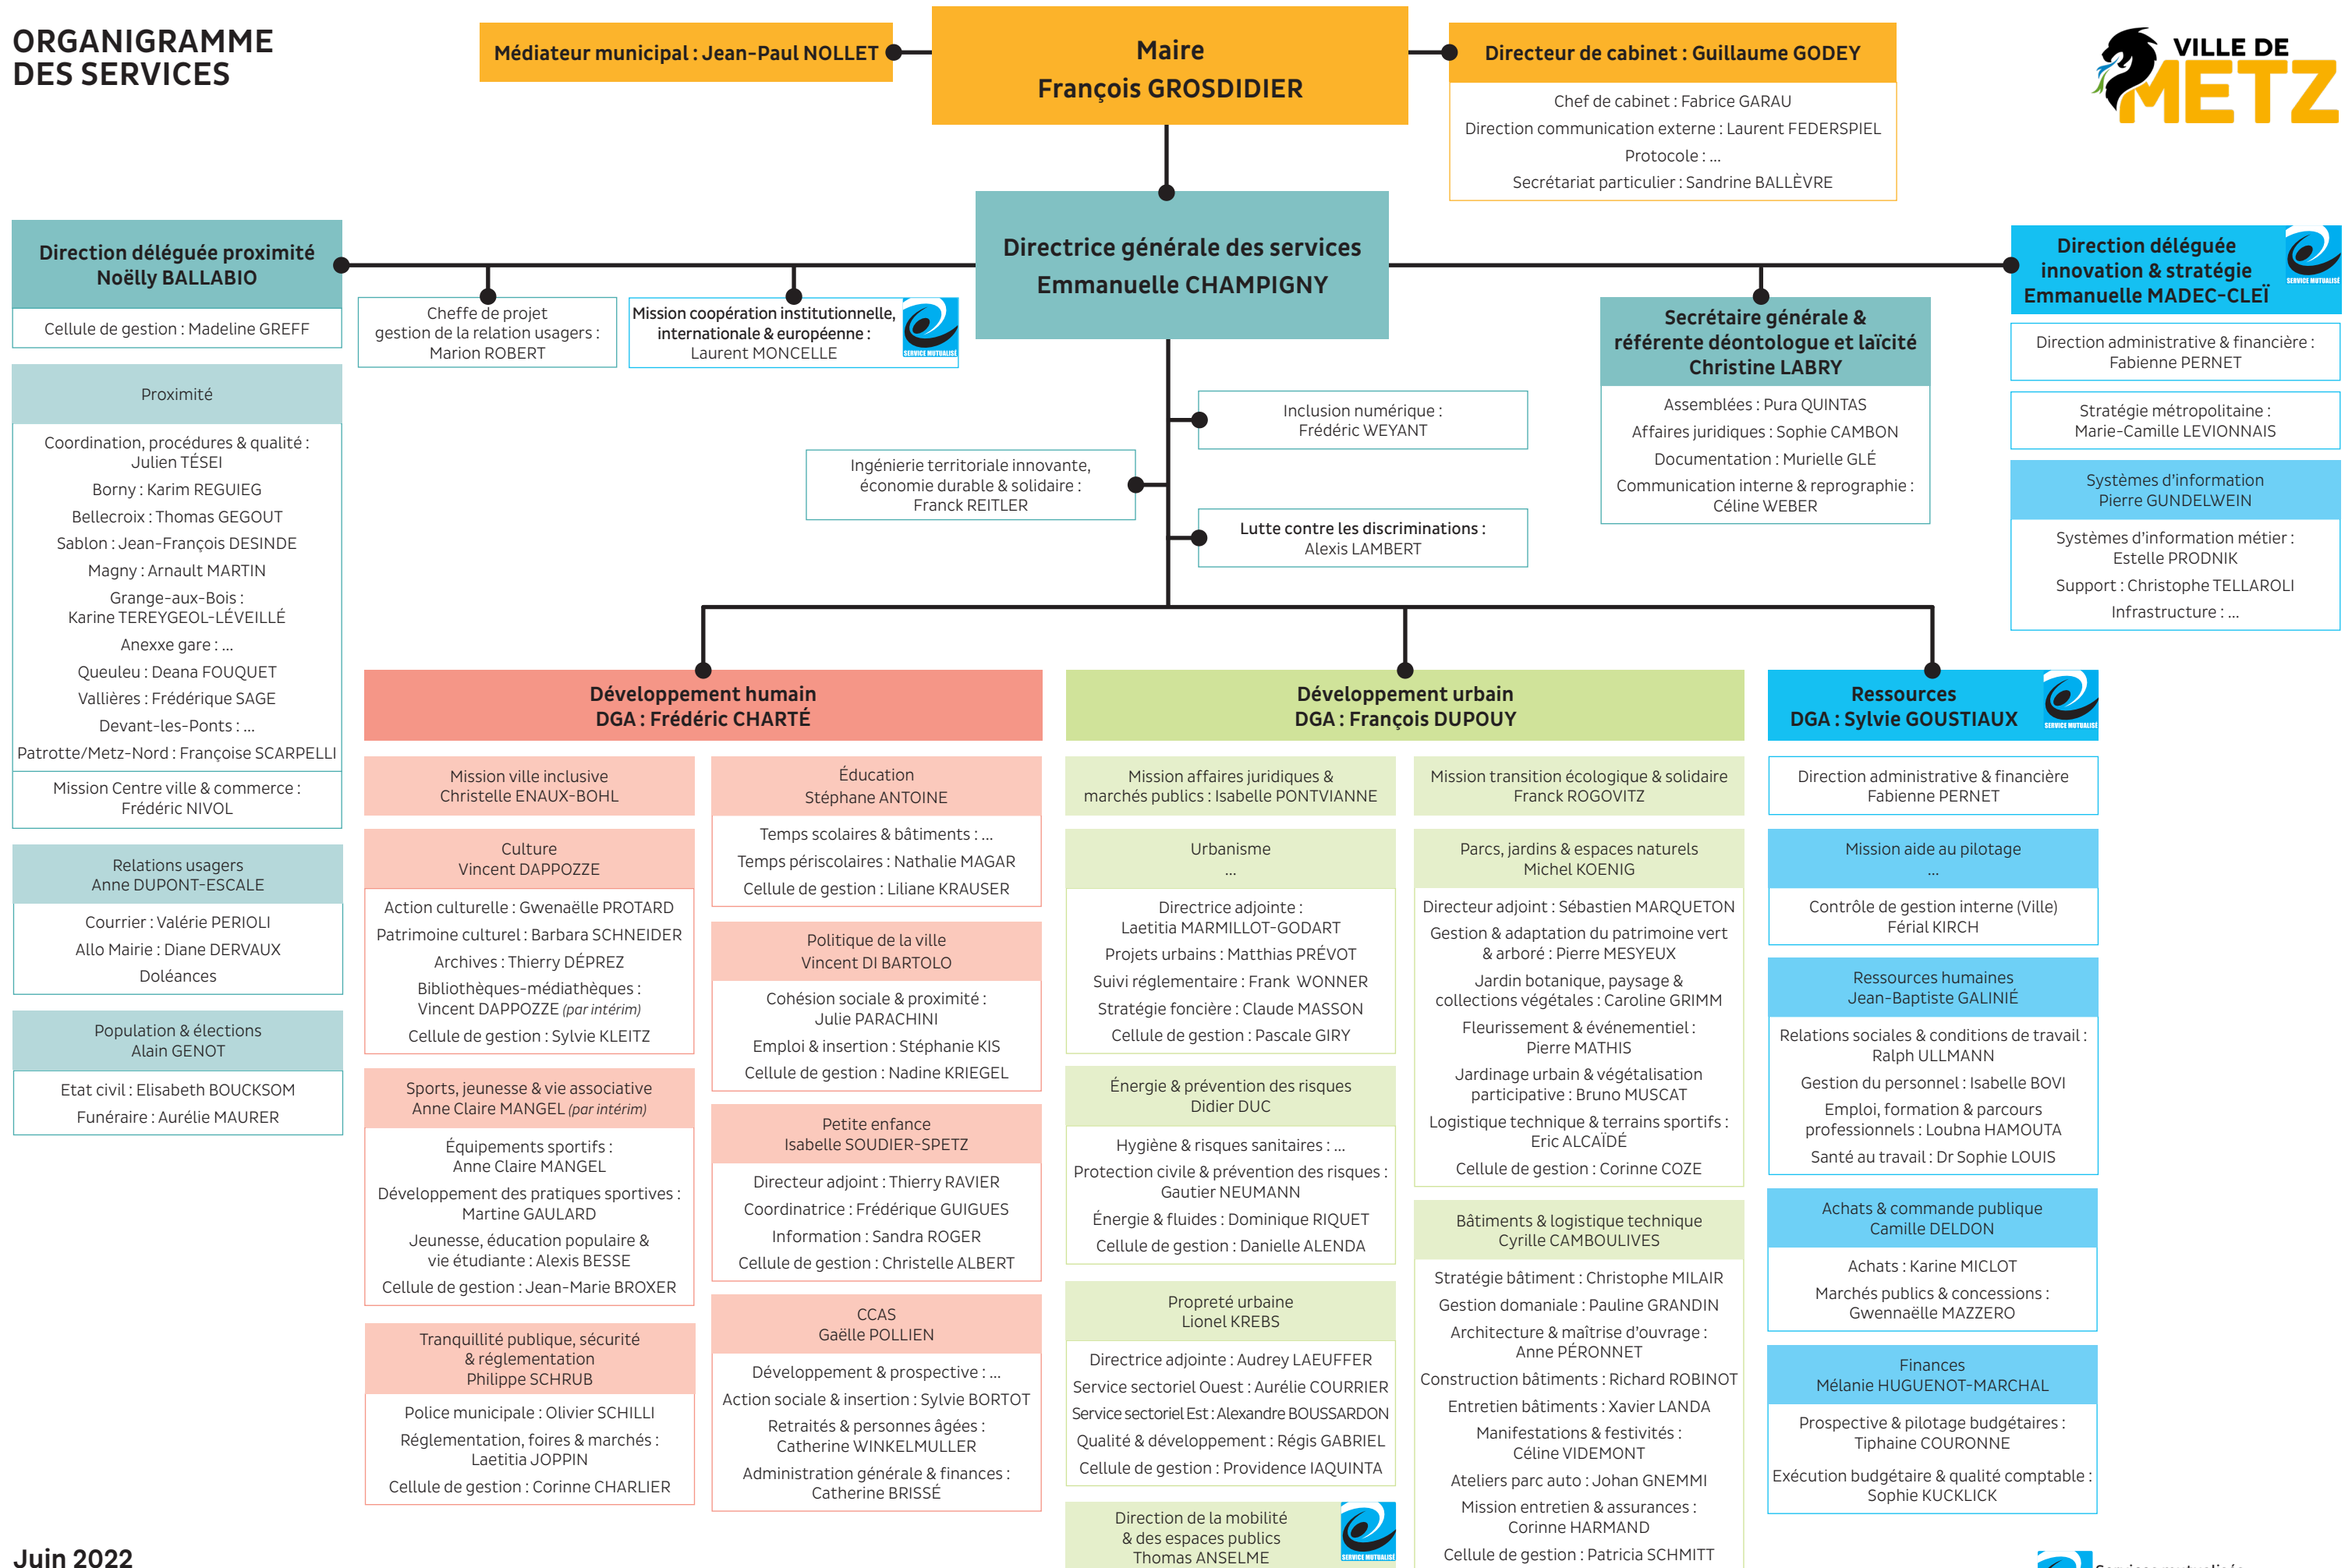 ORGANIGRAMME
DES SERVICES
Médiateur municipal : Jean-Paul NOLLET
Maire
François GROSDIDIER
Directeur de cabinet : Guillaume GODEY
Chef de cabinet : Fabrice GARAU
Direction communication externe : Laurent FEDERSPIEL
Protocole : ...
Secrétariat particulier : Sandrine BALLÈVRE
VILLE DE
METZ
Directrice générale des services
Emmanuelle CHAMPIGNY
Direction déléguée proximité
Noëlly BALLABIO
Cellule de gestion : Madeline GREFF
Proximité
Coordination, procédures & qualité :
Julien TÉSEI
Borny : Karim REGUIEG
Bellecroix : Thomas GEGOUT
Sablon : Jean-François DESINDE
Magny : Arnault MARTIN
Grange-aux-Bois :
Karine TEREYGEOL-LÉVEILLÉ
Anexxe gare : ...
Queuleu : Deana FOUQUET
Vallières : Frédérique SAGE
Devant-les-Ponts : ...
Patrotte/Metz-Nord : Françoise SCARPELLI
Mission Centre ville & commerce :
Frédéric NIVOL
Relations usagers
Anne DUPONT-ESCALE
Courrier : Valérie PERIOLI
Allo Mairie : Diane DERVAUX
Doléances
Population & élections
Alain GENOT
Etat civil : Elisabeth BOUCKSOM
Funéraire : Aurélie MAURER
Cheffe de projet
gestion de la relation usagers :
Marion ROBERT
Mission coopération institutionnelle,
internationale & européenne :
Laurent MONCELLE
SERVICE MUTUALISÉ
Inclusion numérique :
Frédéric WEYANT
Ingénierie territoriale innovante,
économie durable & solidaire :
Franck REITLER
Lutte contre les discriminations :
Alexis LAMBERT
Secrétaire générale &
référente déontologue et laïcité
Christine LABRY
Assemblées : Pura QUINTAS
Affaires juridiques : Sophie CAMBON
Documentation : Murielle GLÉ
Communication interne & reprographie :
Céline WEBER
Direction déléguée
innovation & stratégie
Emmanuelle MADEC-CLEÏ
SERVICE MUTUALISÉ
Direction administrative & financière :
Fabienne PERNET
Stratégie métropolitaine :
Marie-Camille LEVIONNAIS
Systèmes d'information
Pierre GUNDELWEIN
Systèmes d'information métier :
Estelle PRODNIK
Support : Christophe TELLAROLI
Infrastructure : ...
Développement humain
DGA : Frédéric CHARTÉ
Mission ville inclusive
Christelle ENAUX-BOHL
Culture
Vincent DAPPOZZE
Action culturelle : Gwenaëlle PROTARD
Patrimoine culturel : Barbara SCHNEIDER
Archives : Thierry DÉPREZ
Bibliothèques-médiathèques :
Vincent DAPPOZZE (par intérim)
Cellule de gestion : Sylvie KLEITZ
Sports, jeunesse & vie associative
Anne Claire MANGEL (par intérim)
Équipements sportifs :
Anne Claire MANGEL
Développement des pratiques sportives :
Martine GAULARD
Jeunesse, éducation populaire &
vie étudiante : Alexis BESSE
Cellule de gestion : Jean-Marie BROXER
Tranquillité publique, sécurité
& réglementation
Philippe SCHRUB
Police municipale : Olivier SCHILLI
Réglementation, foires & marchés :
Laetitia JOPPIN
Cellule de gestion : Corinne CHARLIER
Éducation
Stéphane ANTOINE
Temps scolaires & bâtiments : ...
Temps périscolaires : Nathalie MAGAR
Cellule de gestion : Liliane KRAUSER
Politique de la ville
Vincent DI BARTOLO
Cohésion sociale & proximité :
Julie PARACHINI
Emploi & insertion : Stéphanie KIS
Cellule de gestion : Nadine KRIEGEL
Petite enfance
Isabelle SOUDIER-SPETZ
Directeur adjoint : Thierry RAVIER
Coordinatrice : Frédérique GUIGUES
Information : Sandra ROGER
Cellule de gestion : Christelle ALBERT
CCAS
Gaëlle POLLIEN
Développement & prospective : ...
Action sociale & insertion : Sylvie BORTOT
Retraités & personnes âgées :
Catherine WINKELMULLER
Administration générale & finances :
Catherine BRISSÉ
Développement urbain
DGA : François DUPOUY
Mission affaires juridiques &
marchés publics : Isabelle PONTVIANNE
Urbanisme
...
Directrice adjointe :
Laetitia MARMILLOT-GODART
Projets urbains : Matthias PRÉVOT
Suivi réglementaire : Frank WONNER
Stratégie foncière : Claude MASSON
Cellule de gestion : Pascale GIRY
Énergie & prévention des risques
Didier DUC
Hygiène & risques sanitaires : ...
Protection civile & prévention des risques :
Gautier NEUMANN
Énergie & fluides : Dominique RIQUET
Cellule de gestion : Danielle ALENDA
Propreté urbaine
Lionel KREBS
Directrice adjointe : Audrey LAEUFFER
Service sectoriel Ouest : Aurélie COURRIER
Service sectoriel Est : Alexandre BOUSSARDON
Qualité & développement : Régis GABRIEL
Cellule de gestion : Providence IAQUINTA
Direction de la mobilité
& des espaces publics
Thomas ANSELME
SERVICE MUTUALISÉ
Mission transition écologique & solidaire
Franck ROGOVITZ
Parcs, jardins & espaces naturels
Michel KOENIG
Directeur adjoint : Sébastien MARQUETON
Gestion & adaptation du patrimoine vert
& arboré : Pierre MESYEUX
Jardin botanique, paysage &
collections végétales : Caroline GRIMM
Fleurissement & événementiel :
Pierre MATHIS
Jardinage urbain & végétalisation
participative : Bruno MUSCAT
Logistique technique & terrains sportifs :
Eric ALCAÏDÉ
Cellule de gestion : Corinne COZE
Bâtiments & logistique technique
Cyrille CAMBOULIVES
Stratégie bâtiment : Christophe MILAIR
Gestion domaniale : Pauline GRANDIN
Architecture & maîtrise d'ouvrage :
Anne PÉRONNET
Construction bâtiments : Richard ROBINOT
Entretien bâtiments : Xavier LANDA
Manifestations & festivités :
Céline VIDEMONT
Ateliers parc auto : Johan GNEMMI
Mission entretien & assurances :
Corinne HARMAND
Cellule de gestion : Patricia SCHMITT
Ressources
DGA : Sylvie GOUSTIAUX
SERVICE MUTUALISÉ
Direction administrative & financière
Fabienne PERNET
Mission aide au pilotage
...
Contrôle de gestion interne (Ville)
Férial KIRCH
Ressources humaines
Jean-Baptiste GALINIÉ
Relations sociales & conditions de travail :
Ralph ULLMANN
Gestion du personnel : Isabelle BOVI
Emploi, formation & parcours
professionnels : Loubna HAMOUTA
Santé au travail : Dr Sophie LOUIS
Achats & commande publique
Camille DELDON
Achats : Karine MICLOT
Marchés publics & concessions :
Gwennaëlle MAZZERO
Finances
Mélanie HUGUENOT-MARCHAL
Prospective & pilotage budgétaires :
Tiphaine COURONNE
Exécution budgétaire & qualité comptable :
Sophie KUCKLICK
Juin 2022